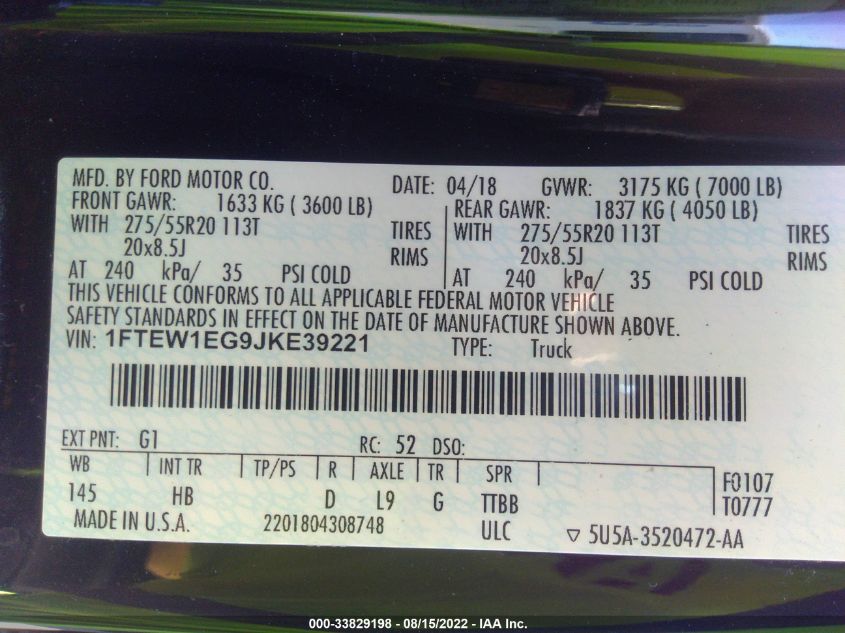 MFD. BY FORD MOTOR CO. DATE: 04/18 GVWR: 3175 KG ( 7000 LB)
FRONT GAWR: 1633 KG ( 3600 LB) REAR GAWR: 1837 KG ( 4050 LB)
WITH 275/55R20 113T TIRES WITH 275/55R20 113T TIRES
20x8.5J RIMS 20x8.5J RIMS
AT 240 kPa/ 35 PSI COLD AT 240 kPa/ 35 PSI COLD
THIS VEHICLE CONFORMS TO ALL APPLICABLE FEDERAL MOTOR VEHICLE
SAFETY STANDARDS IN EFFECT ON THE DATE OF MANUFACTURE SHOWN ABOVE.
VIN: 1FTEW1EG9JKE39221 TYPE: Truck
EXT PNT: G1 RC: 52 DSO:
WB INT TR TP/PS R AXLE TR SPR F0107
145 HB D L9 G TTBB T0777
MADE IN U.S.A. 2201804308748 ULC ▽ 5U5A-3520472-AA
000-33829198 - 08/15/2022 - IAA Inc.